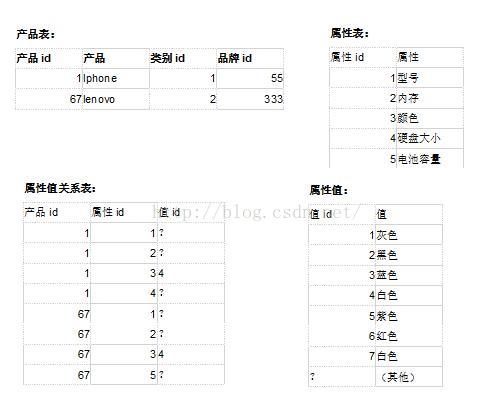 产品表：
产品 id 产品 类别 id 品牌 id
1 Iphone 1 55
67 lenovo 2 333
属性表：
属性 id 属性
1 型号
2 内存
3 颜色
4 硬盘大小
5 电池容量
属性值关系表：
产品 id 属性 id 值 id
1 1 ?
1 2 ?
1 3 4
1 4 ?
67 1 ?
67 2 ?
67 3 4
67 5 ?
属性值：
值 id 值
1 灰色
2 黑色
3 蓝色
4 白色
5 紫色
6 红色
7 白色
? （其他）
http://blog.csdn.net/